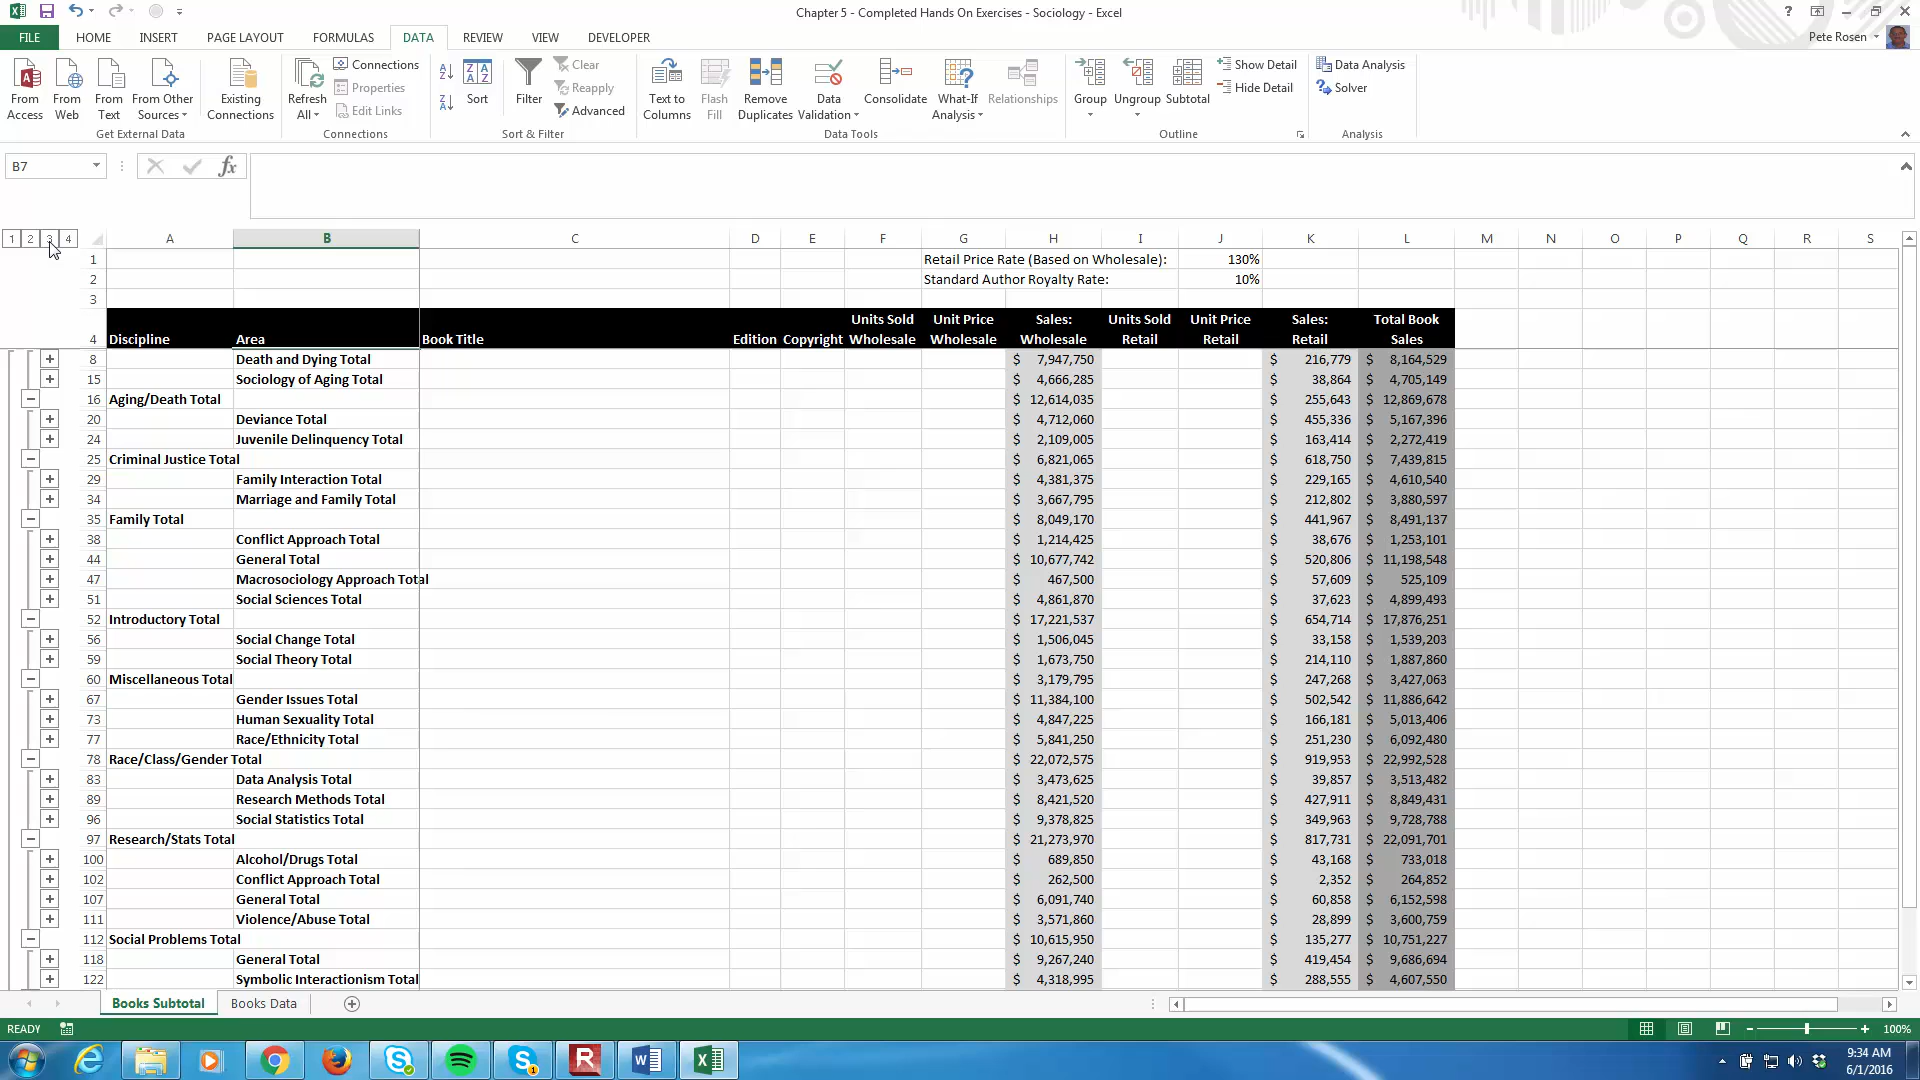 Chapter 5 - Completed Hands On Exercises - Sociology - Excel
?
FILE HOME INSERT PAGE LAYOUT FORMULAS DATA REVIEW VIEW DEVELOPER Pete Rosen
From Access
From Web
From Text
From Other Sources
Existing Connections
Refresh All
Connections
Properties
Edit Links
Sort
Filter
Clear
Reapply
Advanced
Text to Columns
Flash Fill
Remove Duplicates
Data Validation
Consolidate
What-If Analysis
Relationships
Group
Ungroup
Subtotal
Show Detail
Hide Detail
Data Analysis
Solver
Get External Data Connections Sort & Filter Data Tools Outline Analysis
B7 fx
1 2 3 4 A B C D E F G H I J K L M N O P Q R S
1 Retail Price Rate (Based on Wholesale): 130%
2 Standard Author Royalty Rate: 10%
3
Units Sold Unit Price Sales: Units Sold Unit Price Sales: Total Book
4 Discipline Area Book Title Edition Copyright Wholesale Wholesale Wholesale Retail Retail Retail Sales
8 Death and Dying Total $ 7,947,750 $ 216,779 $ 8,164,529
15 Sociology of Aging Total $ 4,666,285 $ 38,864 $ 4,705,149
16 Aging/Death Total $ 12,614,035 $ 255,643 $ 12,869,678
20 Deviance Total $ 4,712,060 $ 455,336 $ 5,167,396
24 Juvenile Delinquency Total $ 2,109,005 $ 163,414 $ 2,272,419
25 Criminal Justice Total $ 6,821,065 $ 618,750 $ 7,439,815
29 Family Interaction Total $ 4,381,375 $ 229,165 $ 4,610,540
34 Marriage and Family Total $ 3,667,795 $ 212,802 $ 3,880,597
35 Family Total $ 8,049,170 $ 441,967 $ 8,491,137
38 Conflict Approach Total $ 1,214,425 $ 38,676 $ 1,253,101
44 General Total $ 10,677,742 $ 520,806 $ 11,198,548
47 Macrosociology Approach Total $ 467,500 $ 57,609 $ 525,109
51 Social Sciences Total $ 4,861,870 $ 37,623 $ 4,899,493
52 Introductory Total $ 17,221,537 $ 654,714 $ 17,876,251
56 Social Change Total $ 1,506,045 $ 33,158 $ 1,539,203
59 Social Theory Total $ 1,673,750 $ 214,110 $ 1,887,860
60 Miscellaneous Total $ 3,179,795 $ 247,268 $ 3,427,063
67 Gender Issues Total $ 11,384,100 $ 502,542 $ 11,886,642
73 Human Sexuality Total $ 4,847,225 $ 166,181 $ 5,013,406
77 Race/Ethnicity Total $ 5,841,250 $ 251,230 $ 6,092,480
78 Race/Class/Gender Total $ 22,072,575 $ 919,953 $ 22,992,528
83 Data Analysis Total $ 3,473,625 $ 39,857 $ 3,513,482
89 Research Methods Total $ 8,421,520 $ 427,911 $ 8,849,431
96 Social Statistics Total $ 9,378,825 $ 349,963 $ 9,728,788
97 Research/Stats Total $ 21,273,970 $ 817,731 $ 22,091,701
100 Alcohol/Drugs Total $ 689,850 $ 43,168 $ 733,018
102 Conflict Approach Total $ 262,500 $ 2,352 $ 264,852
107 General Total $ 6,091,740 $ 60,858 $ 6,152,598
111 Violence/Abuse Total $ 3,571,860 $ 28,899 $ 3,600,759
112 Social Problems Total $ 10,615,950 $ 135,277 $ 10,751,227
118 General Total $ 9,267,240 $ 419,454 $ 9,686,694
122 Symbolic Interactionism Total $ 4,318,995 $ 288,555 $ 4,607,550
Books Subtotal Books Data
READY 100%
9:34 AM
6/1/2016